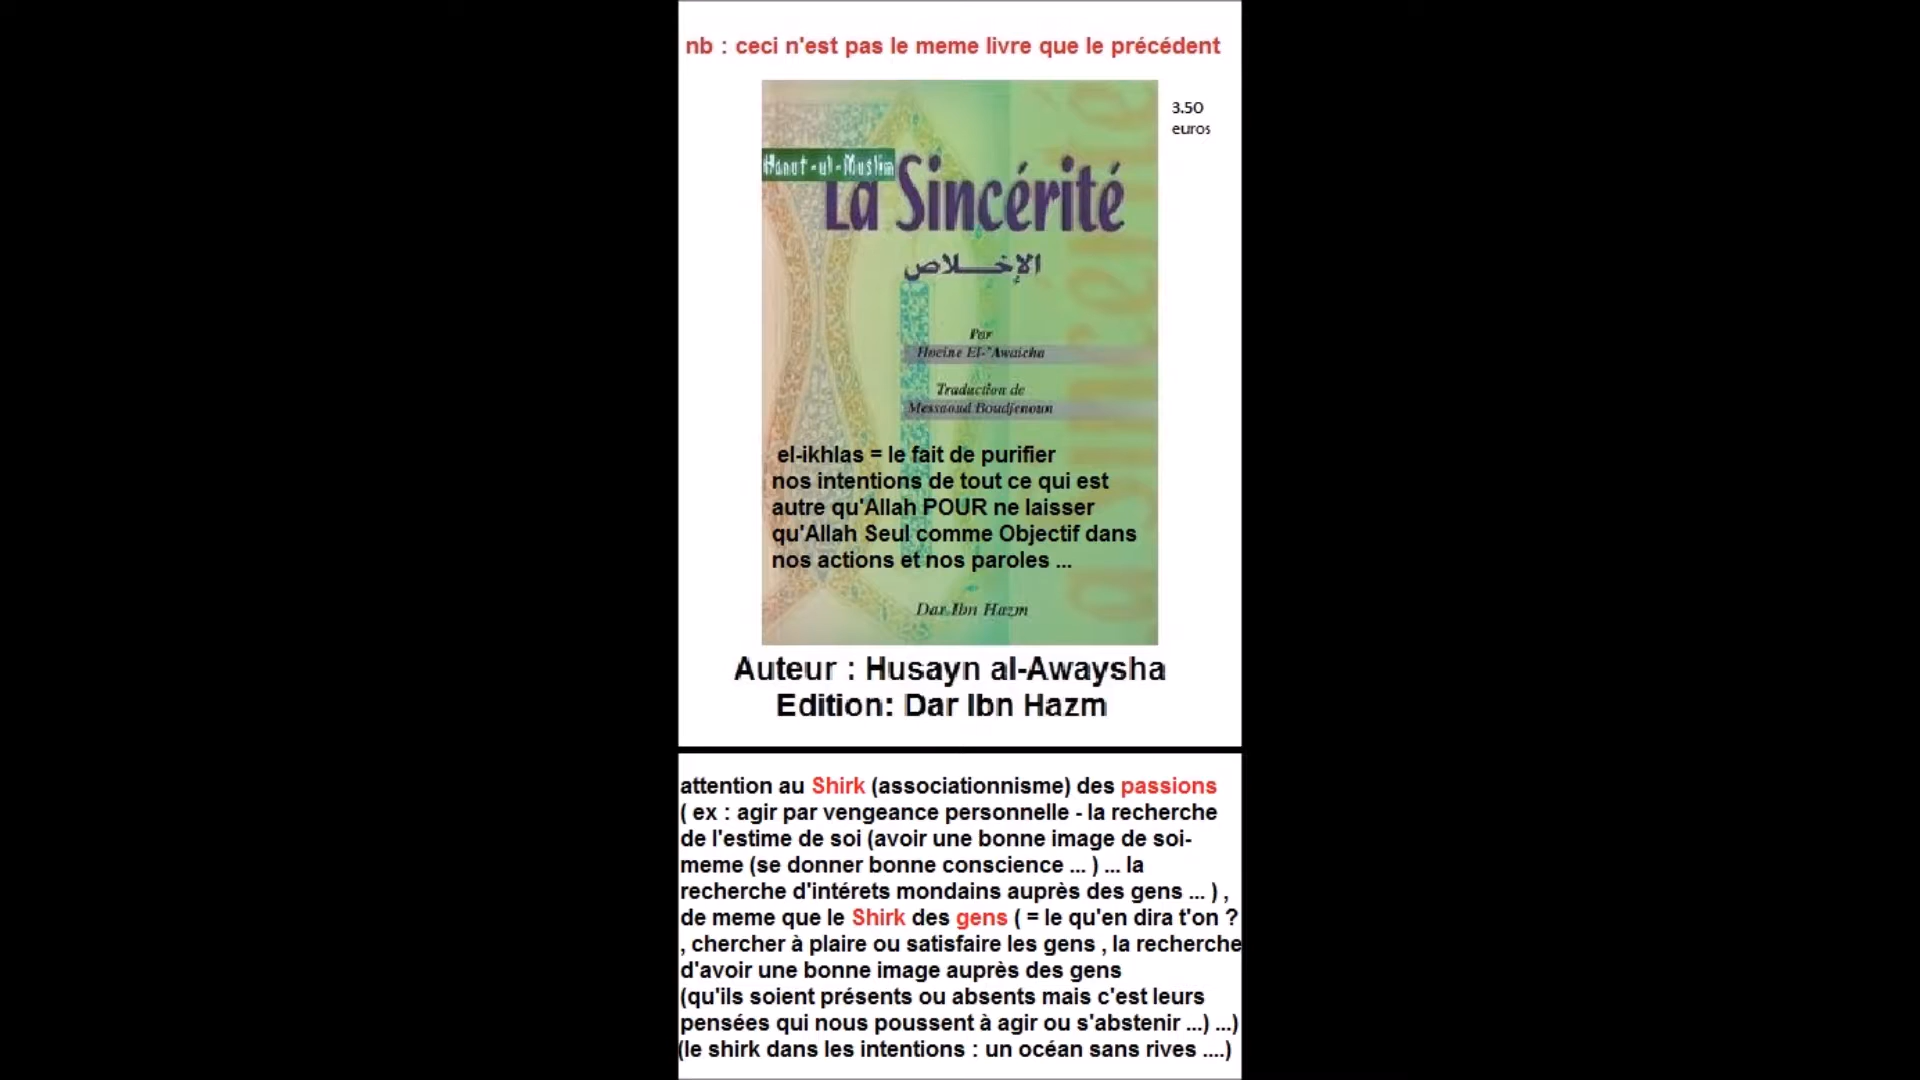 nb : ceci n'est pas le meme livre que le précédent
3.50
euros
Hanut-ul-Muslim
La Sincérité
الإخلاص
Par
Hocine El-'Awaicha
Traduction de
Messaoud Boudjenoun
el-ikhlas = le fait de purifier
nos intentions de tout ce qui est
autre qu'Allah POUR ne laisser
qu'Allah Seul comme Objectif dans
nos actions et nos paroles ...
Dar Ibn Hazm
Auteur : Husayn al-Awaysha
Edition: Dar Ibn Hazm
attention au Shirk (associationnisme) des passions
( ex : agir par vengeance personnelle - la recherche
de l'estime de soi (avoir une bonne image de soi-
meme (se donner bonne conscience ... ) ... la
recherche d'intérets mondains auprès des gens ... ) ,
de meme que le Shirk des gens ( = le qu'en dira t'on ?
, chercher à plaire ou satisfaire les gens , la recherche
d'avoir une bonne image auprès des gens
(qu'ils soient présents ou absents mais c'est leurs
pensées qui nous poussent à agir ou s'abstenir ...) ...)
(le shirk dans les intentions : un océan sans rives ....)